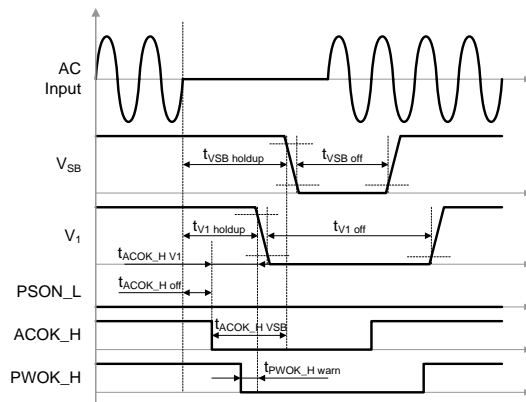 AC
Input
V_SB
t_VSB holdup
t_VSB off
V_1
t_V1 holdup
t_V1 off
t_ACOK_H V1
t_ACOK_H off
PSON_L
ACOK_H
t_ACOK_H VSB
PWOK_H
t_PWOK_H warn